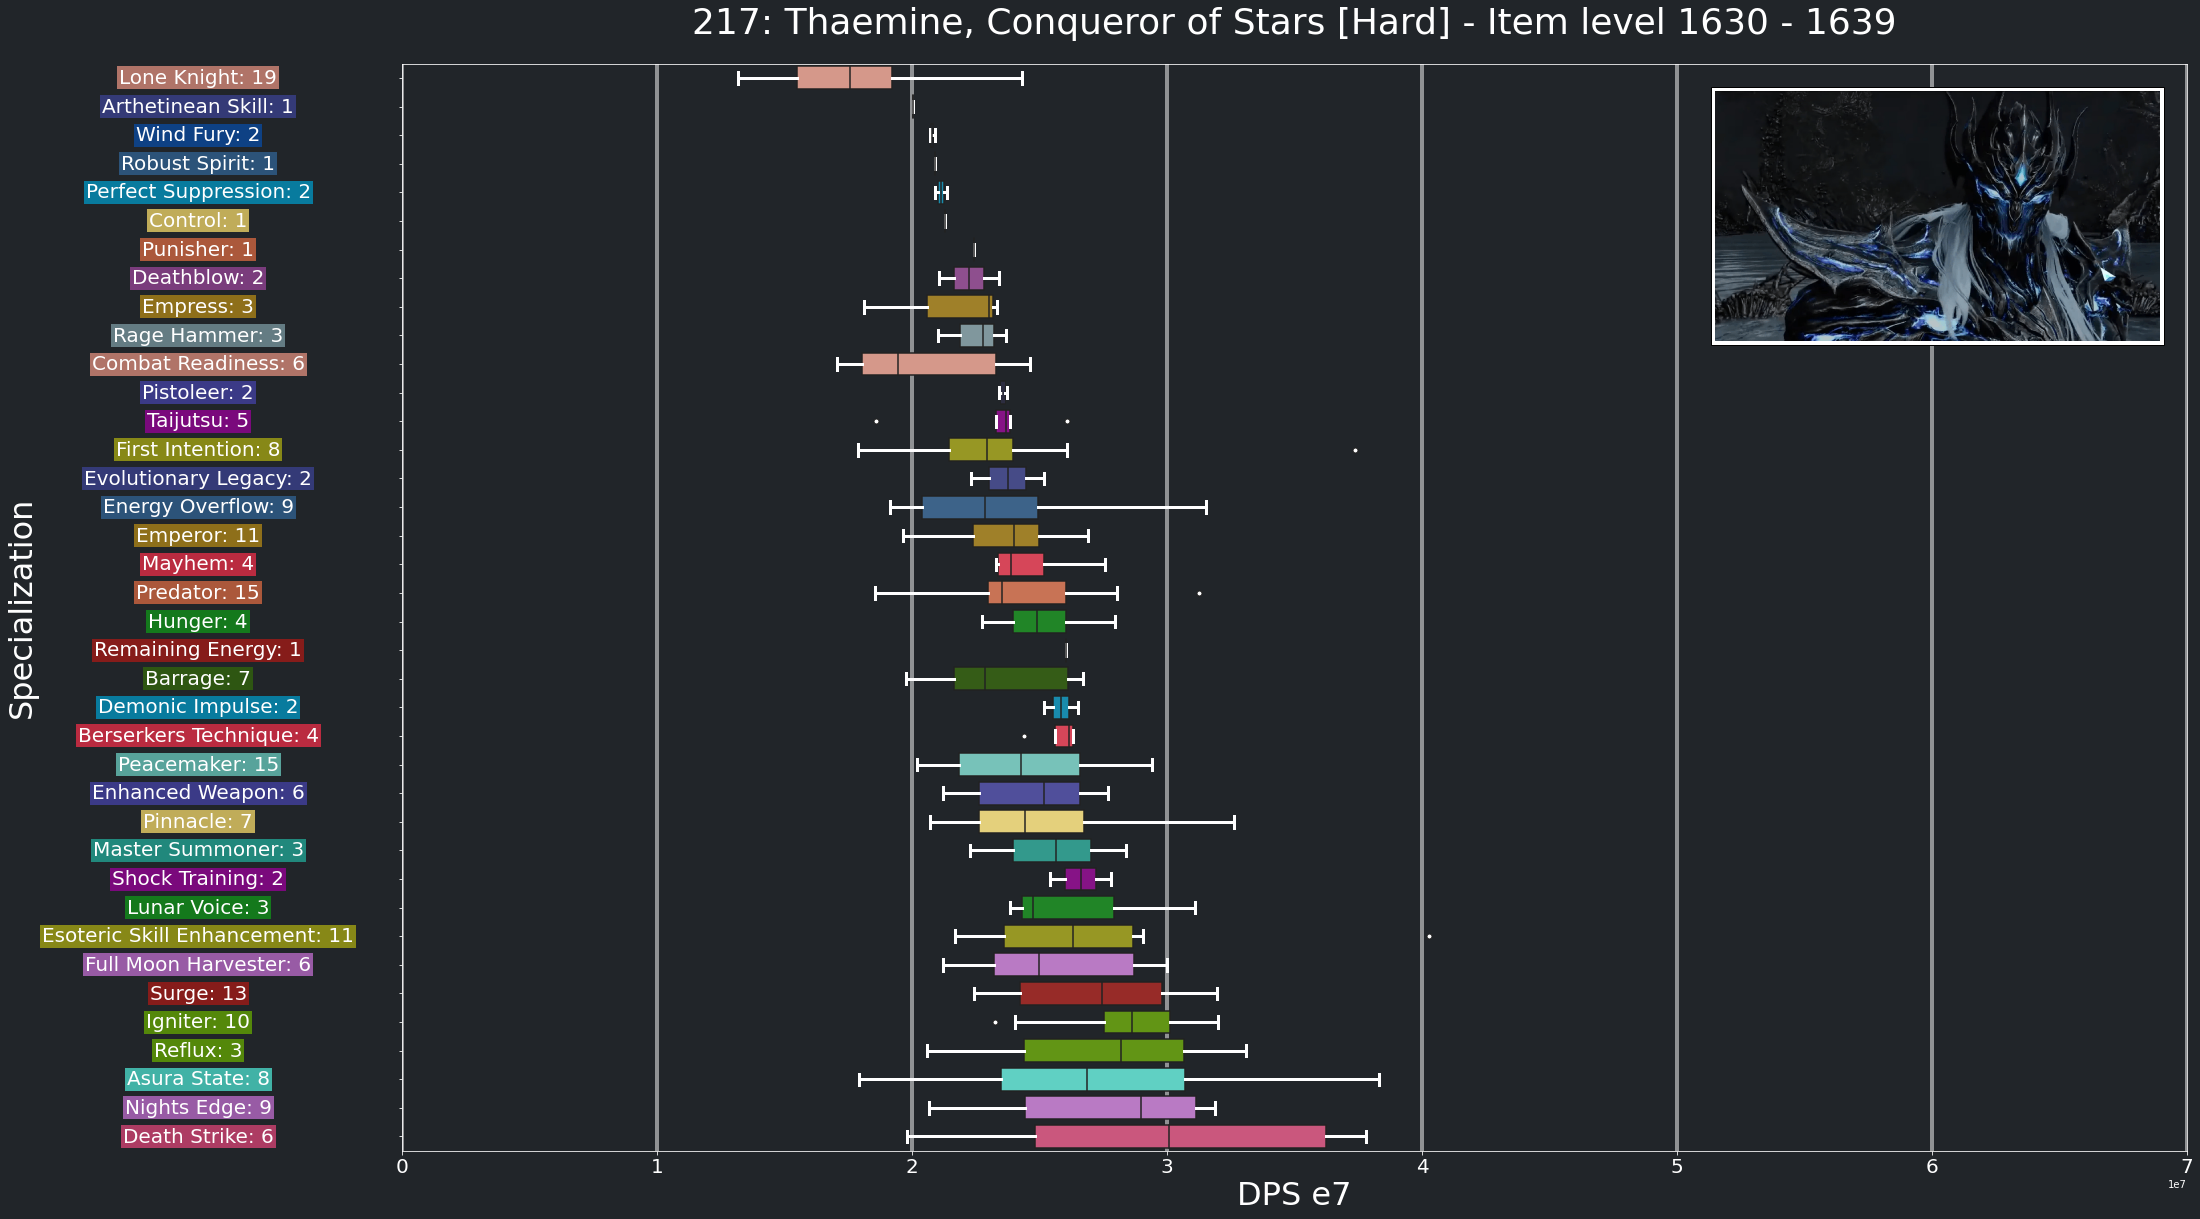 217: Thaemine, Conqueror of Stars [Hard] - Item level 1630 - 1639
Specialization
Lone Knight: 19
Arthetinean Skill: 1
Wind Fury: 2
Robust Spirit: 1
Perfect Suppression: 2
Control: 1
Punisher: 1
Deathblow: 2
Empress: 3
Rage Hammer: 3
Combat Readiness: 6
Pistoleer: 2
Taijutsu: 5
First Intention: 8
Evolutionary Legacy: 2
Energy Overflow: 9
Emperor: 11
Mayhem: 4
Predator: 15
Hunger: 4
Remaining Energy: 1
Barrage: 7
Demonic Impulse: 2
Berserkers Technique: 4
Peacemaker: 15
Enhanced Weapon: 6
Pinnacle: 7
Master Summoner: 3
Shock Training: 2
Lunar Voice: 3
Esoteric Skill Enhancement: 11
Full Moon Harvester: 6
Surge: 13
Igniter: 10
Reflux: 3
Asura State: 8
Nights Edge: 9
Death Strike: 6
0 1 2 3 4 5 6 7
1e7
DPS e7